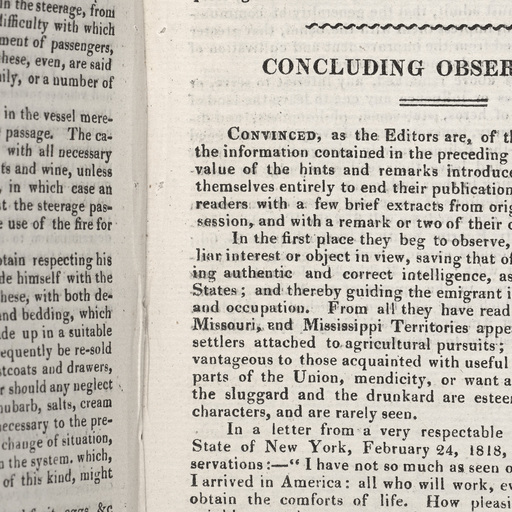 in the steerage, from
difficulty with which
ment of passengers,
hese, even, are said
ily, or a number of
in the vessel mere-
passage. The ca-
with all necessary
ts and wine, unless
, in which case an
t the steerage pas-
e use of the fire for
tain respecting his
de himself with the
hese, with both de-
nd bedding, which
de up in a suitable
equently be re-sold
tcoats and drawers,
r should any neglect
hubarb, salts, cream
necessary to the pre-
change of situation,
n the system. which,
of this kind, might
CONCLUDING OBSER
CONVINCED, as the Editors are, of th
the information contained in the preceding
value of the hints and remarks introduce
themselves entirely to end their publication
readers with a few brief extracts from orig
session, and with a remark or two of their o
In the first place they beg to observe,
liar interest or object in view, saving that of
ing authentic and correct intelligence, as
States; and thereby guiding the emigrant i
and occupation. From all they have read
Missouri, and Mississippi Territories appe
settlers attached to agricultural pursuits;
vantageous to those acquainted with useful
parts of the Union, mendicity, or want a
the sluggard and the drunkard are esteem
characters, and are rarely seen.
In a letter from a very respectable
State of New York, February 24, 1818,
servations:—“I have not so much as seen o
I arrived in America: all who will work, ev
obtain the comforts of life. How pleasi